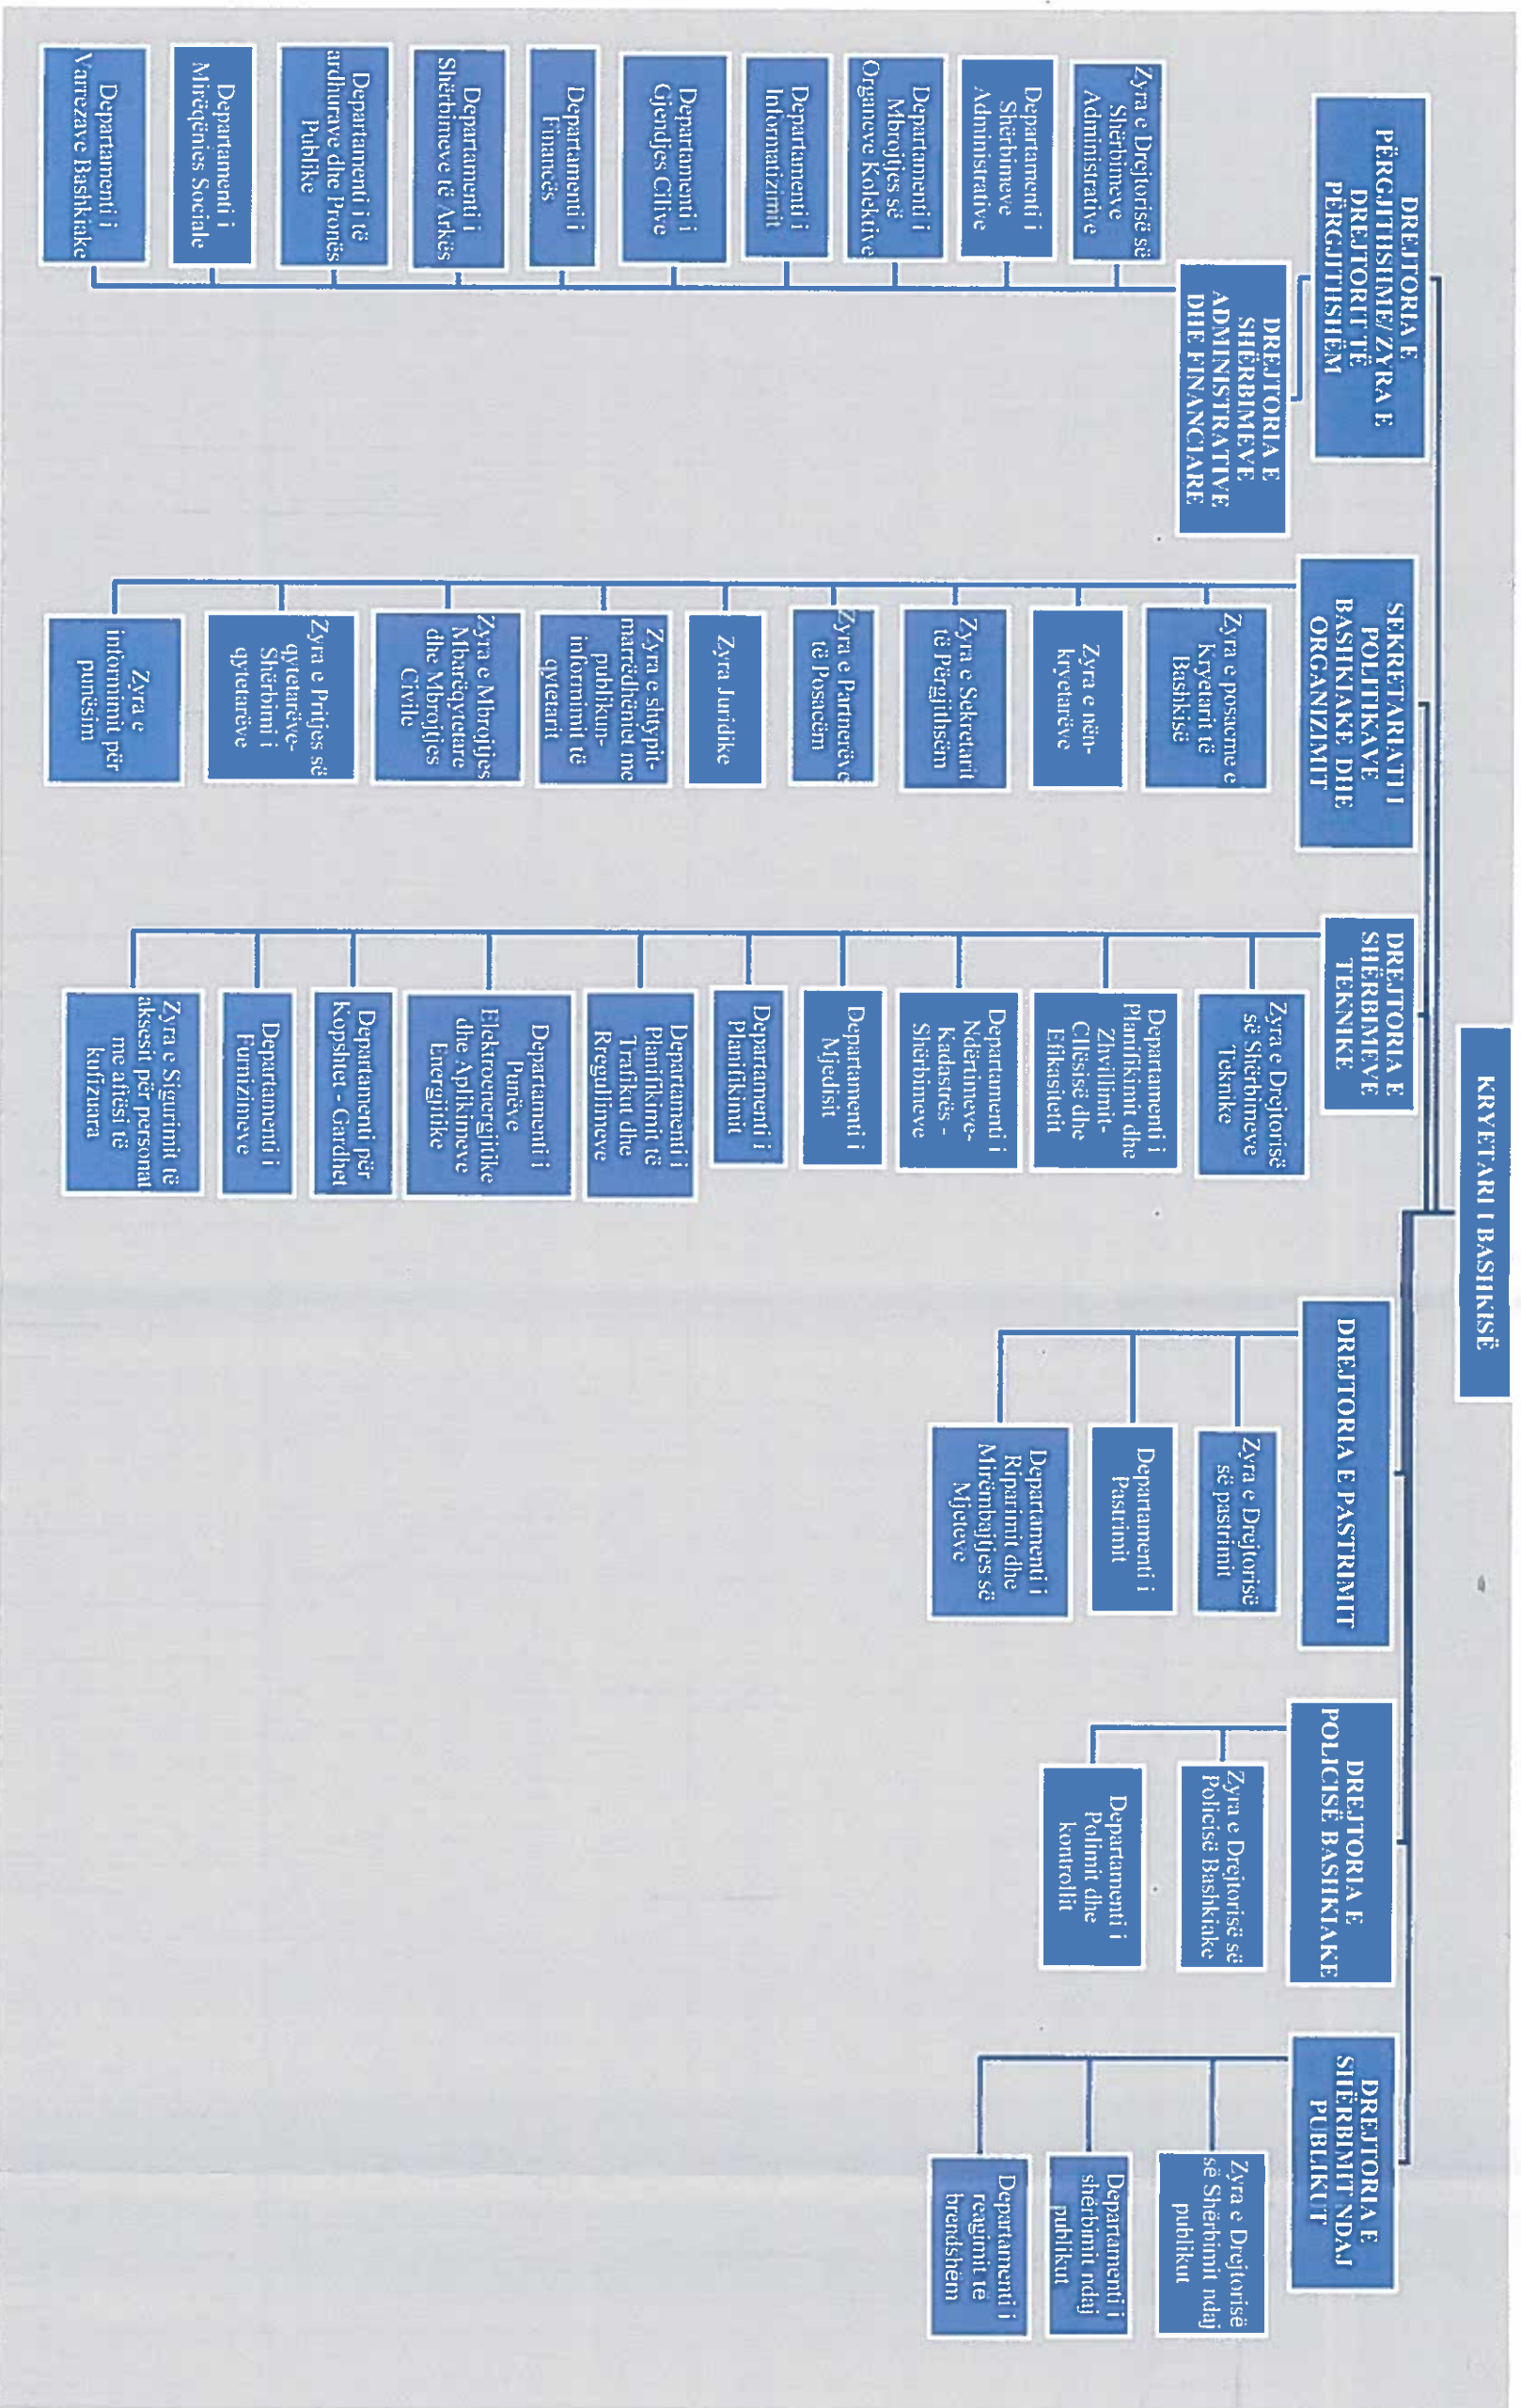 KRYETARI I BASHKISË
DREJTORIA E
PËRGJITHSHME/ ZYRA E
DREJTORIT TË
PËRGJITHSHËM
DREJTORIA E
SHËRBIMEVE
ADMINISTRATIVE
DHE FINANCIARE
Zyra e Drejtorisë së
Shërbimeve
Administrative
Departamenti i
Shërbimeve
Administrative
Departamenti i
Mbrojtjes së
Organeve Kolektive
Departamenti i
Informatizimit
Departamenti i
Gjendjes Cilive
Departamenti i
Financës
Departamenti i
Shërbimeve të Arkës
Departamenti i të
ardhurave dhe Pronës
Publike
Departamenti i
Mirëqënies Sociale
Departamenti i
Varrezave Bashkiake
SEKRETARIATI I
POLITIKAVE
BASHKIAKE DHE
ORGANIZIMIT
Zyra e posaçme e
Kryetarit të
Bashkisë
Zyra e nën-
kryetarëve
Zyra e Sekretarit
të Përgjithsëm
Zyra e Partnerëve
të Posaçëm
Zyra Juridike
Zyra e shtypit-
marrëdhëniet me
publikun-
informimit të
qytetarit
Zyra e Mbrojtjes
Mbarëqytetare
dhe Mbrojtjes
Civile
Zyra e Pritjes së
qytetarëve-
Shërbimi i
qytetarëve
Zyra e
informimit për
punësim
DREJTORIA E
SHËRBIMEVE
TEKNIKE
Zyra e Drejtorisë
së Shërbimeve
Teknike
Departamenti i
Planifikimit dhe
Zhvillimit-
Cilësisë dhe
Efikasitetit
Departamenti i
Ndërtimeve-
Kadastrës -
Shërbimeve
Departamenti i
Mjedisit
Departamenti i
Planifikimit
Departamenti i
Planifikimit të
Trafikut dhe
Rregullimeve
Departamenti i
Punëve
Elektroenergjitike
dhe Aplikimeve
Energjitike
Departamenti për
Kopshtet - Gardhet
Departamenti i
Furnizimeve
Zyra e Sigurimit të
aksesit për personat
me aftësi të
kufizuara
DREJTORIA E PASTRIMIT
Zyra e Drejtorisë
së pastrimit
Departamenti i
Pastrimit
Departamenti i
Riparimit dhe
Mirëmbajtjes së
Mjeteve
DREJTORIA E
POLICISË BASHKIAKE
Zyra e Drejtorisë së
Policisë Bashkiake
Departamenti i
Polimit dhe
kontrollit
DREJTORIA E
SHËRBIMIT NDAJ
PUBLIKUT
Zyra e Drejtorisë
së Shërbimit ndaj
publikut
Departamenti i
shërbimit ndaj
publikut
Departamenti i
reagimit të
brendshëm